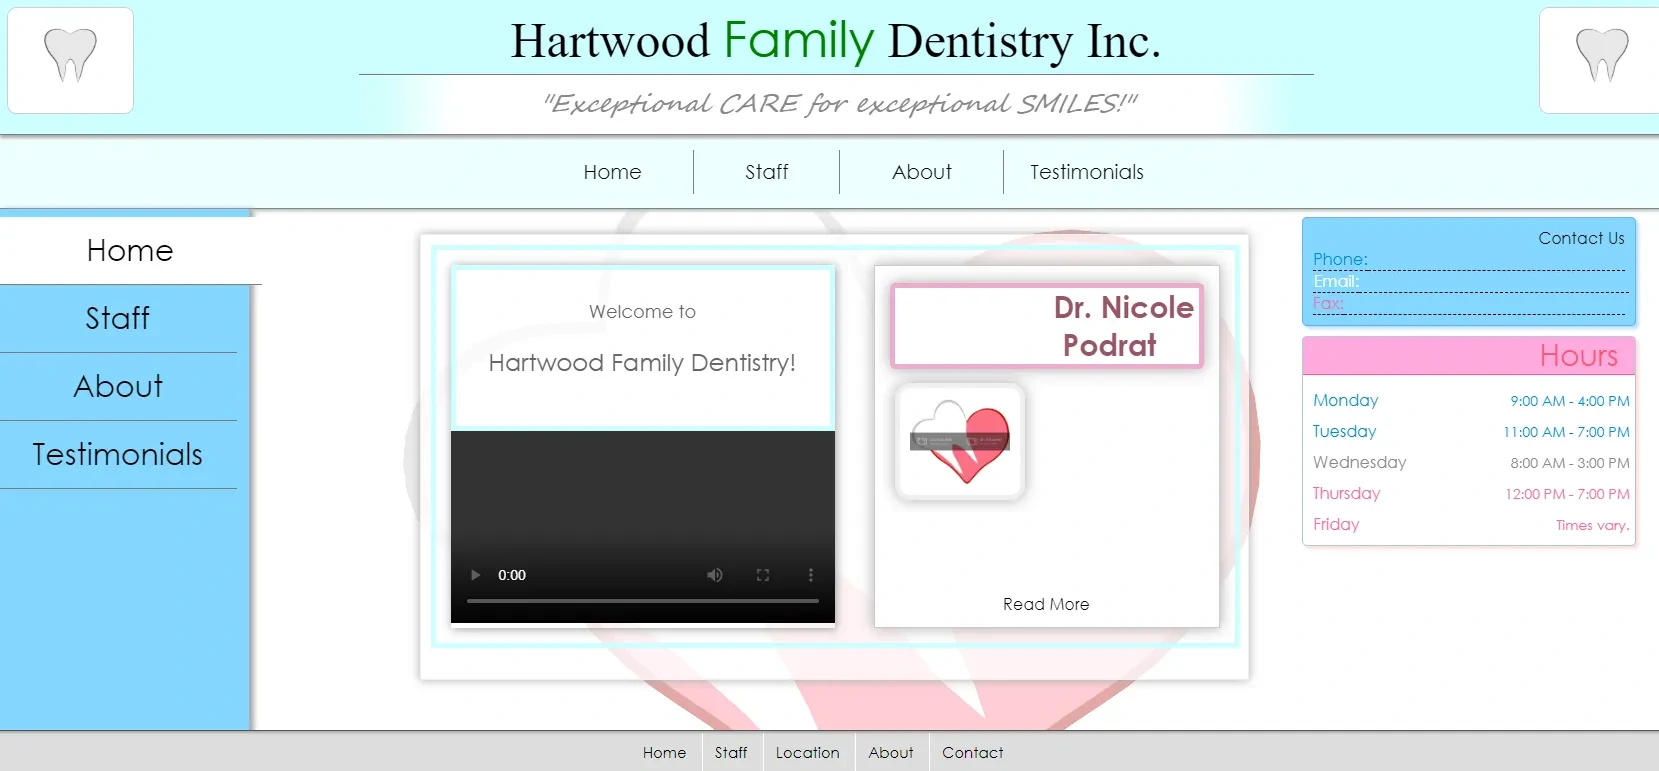 Hartwood Family Dentistry Inc.
"Exceptional CARE for exceptional SMILES!"
Home
Staff
About
Testimonials
Home
Staff
About
Testimonials
Welcome to
Hartwood Family Dentistry!
0:00
Dr. Nicole
Podrat
Read More
Contact Us
Phone:
Email:
Fax:
Hours
Monday 9:00 AM - 4:00 PM
Tuesday 11:00 AM - 7:00 PM
Wednesday 8:00 AM - 3:00 PM
Thursday 12:00 PM - 7:00 PM
Friday Times vary.
Home
Staff
Location
About
Contact